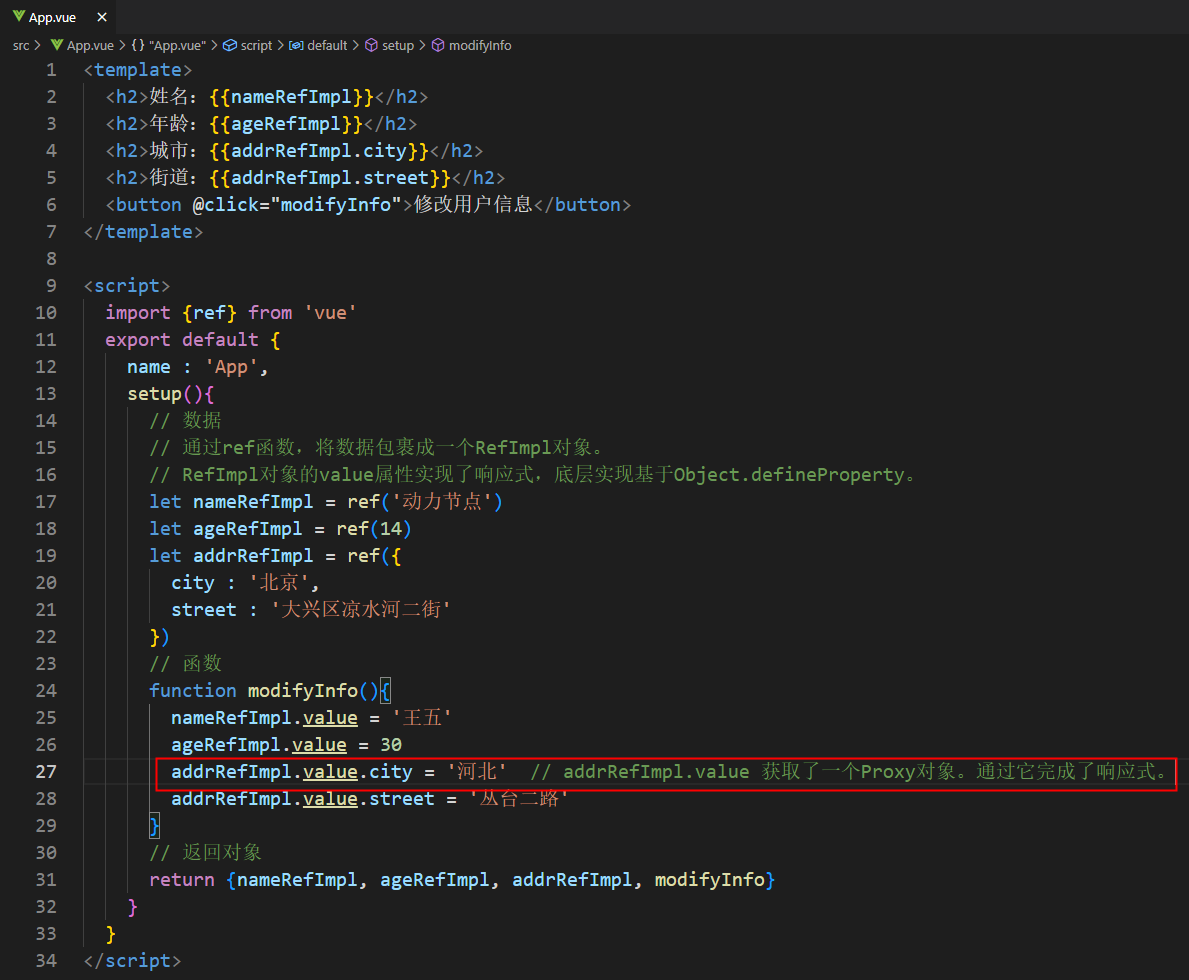 App.vue ×
src > App.vue > {} "App.vue" > script > default > setup > modifyInfo
1 <template>
2 <h2>姓名：{{nameRefImpl}}</h2>
3 <h2>年龄：{{ageRefImpl}}</h2>
4 <h2>城市：{{addrRefImpl.city}}</h2>
5 <h2>街道：{{addrRefImpl.street}}</h2>
6 <button @click="modifyInfo">修改用户信息</button>
7 </template>
8
9 <script>
10 import {ref} from 'vue'
11 export default {
12 name : 'App',
13 setup(){
14 // 数据
15 // 通过ref函数，将数据包裹成一个RefImpl对象。
16 // RefImpl对象的value属性实现了响应式，底层实现基于Object.defineProperty。
17 let nameRefImpl = ref('动力节点')
18 let ageRefImpl = ref(14)
19 let addrRefImpl = ref({
20 city : '北京',
21 street : '大兴区凉水河二街'
22 })
23 // 函数
24 function modifyInfo(){
25 nameRefImpl.value = '王五'
26 ageRefImpl.value = 30
27 addrRefImpl.value.city = '河北' // addrRefImpl.value 获取了一个Proxy对象。通过它完成了响应式。
28 addrRefImpl.value.street = '丛台二路'
29 }
30 // 返回对象
31 return {nameRefImpl, ageRefImpl, addrRefImpl, modifyInfo}
32 }
33 }
34 </script>